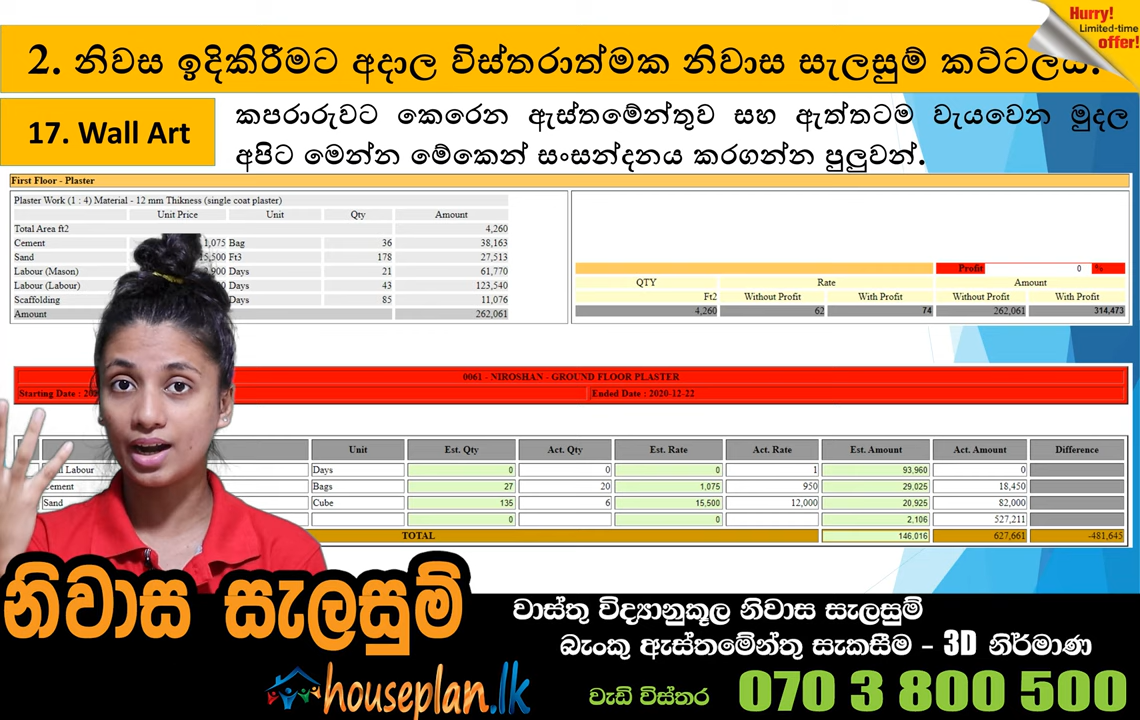 Hurry!
Limited-time
offer!
2. නිවස ඉදිකිරීමට අදාල විස්තරාත්මක නිවාස සැලසුම් කට්ටලය.
17. Wall Art
කපරාරුවට කෙරෙන ඇස්තමේන්තුව සහ ඇත්තටම වැයවෙන මුදල
අපිට මෙන්න මේකෙන් සංසන්දනය කරගන්න පුලුවන්.
First Floor - Plaster
Plaster Work (1 : 4) Material - 12 mm Thikness (single coat plaster)
Unit Price Unit Qty Amount
Total Area ft2 4,260
Cement 1,075 Bag 36 38,163
Sand 15,500 Ft3 178 27,513
Labour (Mason) Days 21 61,770
Labour (Labour) Days 43 123,540
Scaffolding Days 85 11,076
Amount 262,061
Profit 0 %
QTY Rate Amount
Ft2 Without Profit With Profit Without Profit With Profit
4,260 62 74 262,061 314,473
0061 - NIROSHAN - GROUND FLOOR PLASTER
Starting Date : Ended Date : 2020-12-22
Unit Est. Qty Act. Qty Est. Rate Act. Rate Est. Amount Act. Amount Difference
Labour Days 0 0 0 1 93,960 0
Cement Bags 27 20 1,075 950 29,025 18,450
Sand Cube 135 6 15,500 12,000 20,925 82,000
0 0 2,106 527,211
TOTAL 146,016 627,661 -481,645
නිවාස සැලසුම්
වාස්තු විද්‍යානුකූල නිවාස සැලසුම්
බැංකු ඇස්තමේන්තු සැකසීම - 3D නිර්මාණ
houseplan.lk
වැඩි විස්තර 070 3 800 500